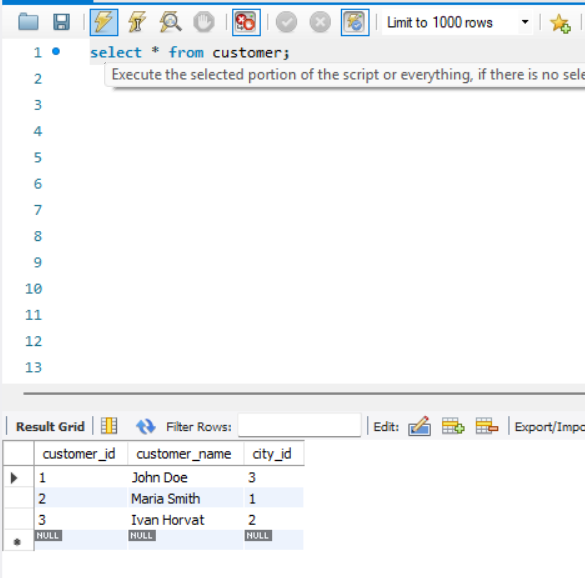 Limit to 1000 rows
1 select * from customer;
2 Execute the selected portion of the script or everything, if there is no sele
3
4
5
6
7
8
9
10
11
12
13
Result Grid Filter Rows: Edit: Export/Impo
customer_id customer_name city_id
1 John Doe 3
2 Maria Smith 1
3 Ivan Horvat 2
NULL NULL NULL